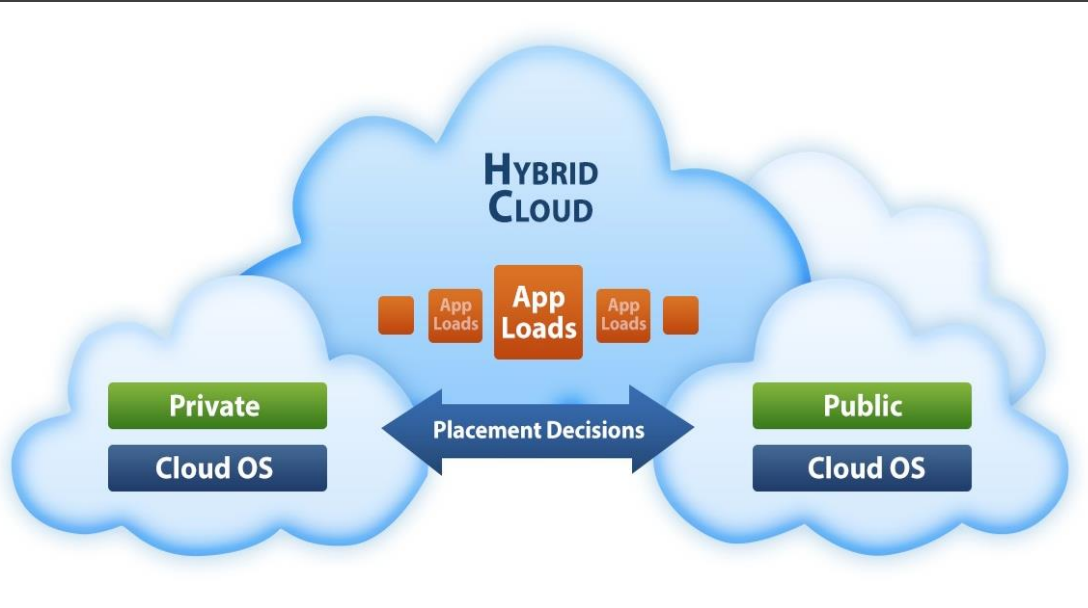 HYBRID
CLOUD
App
Loads
App
Loads
App
Loads
Private
Cloud OS
Placement Decisions
Public
Cloud OS